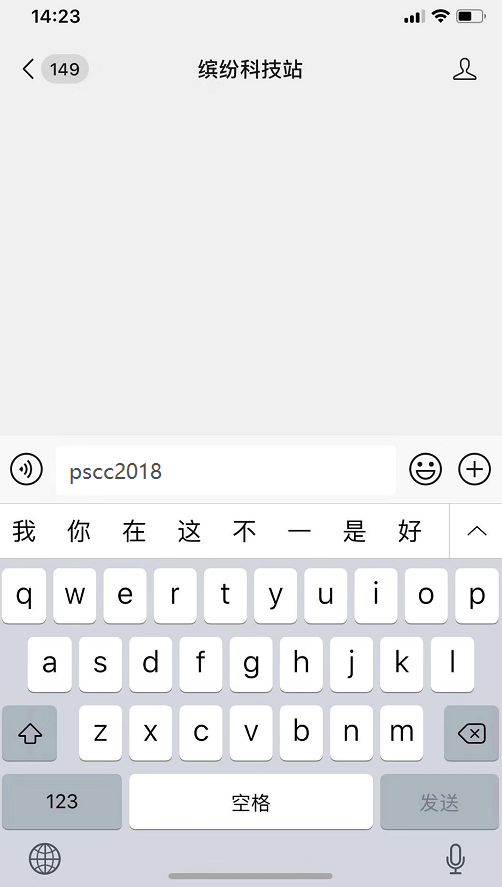 14:23
149
缤纷科技站
pscc2018
我 你 在 这 不 一 是 好
q w e r t y u i o p
a s d f g h j k l
z x c v b n m
123 空格 发送